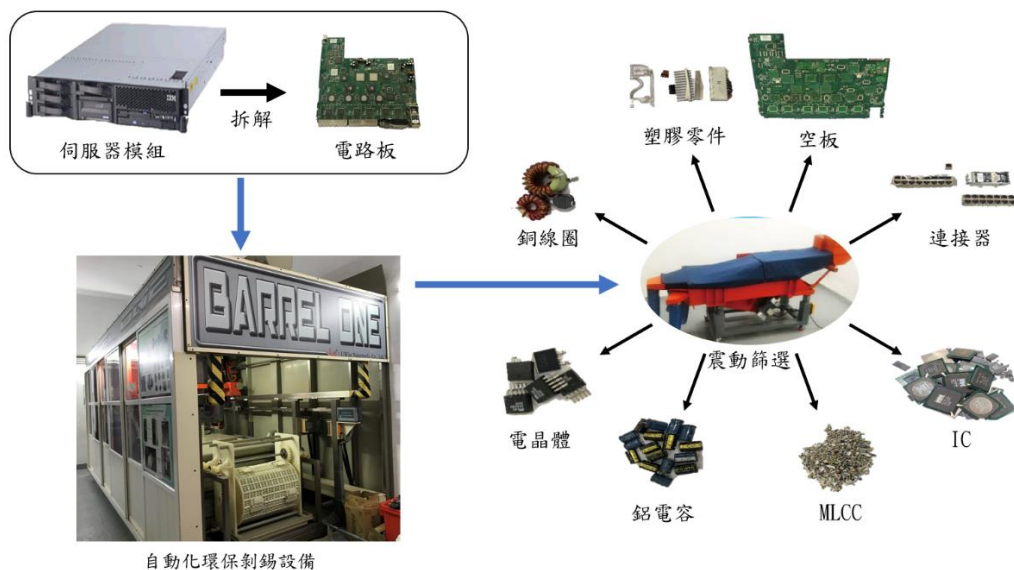 IBM
拆解
伺服器模組
電路板
BARREL ONE
自動化環保剝錫設備
塑膠零件
空板
銅線圈
連接器
震動篩選
電晶體
IC
鋁電容
MLCC